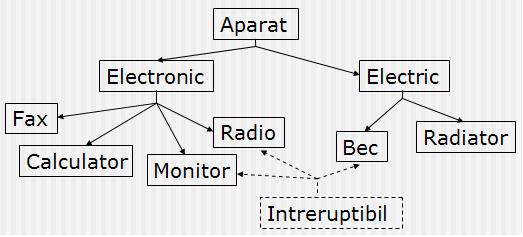 Aparat
Electronic
Electric
Fax
Radio
Calculator
Monitor
Bec
Radiator
Intreruptibil